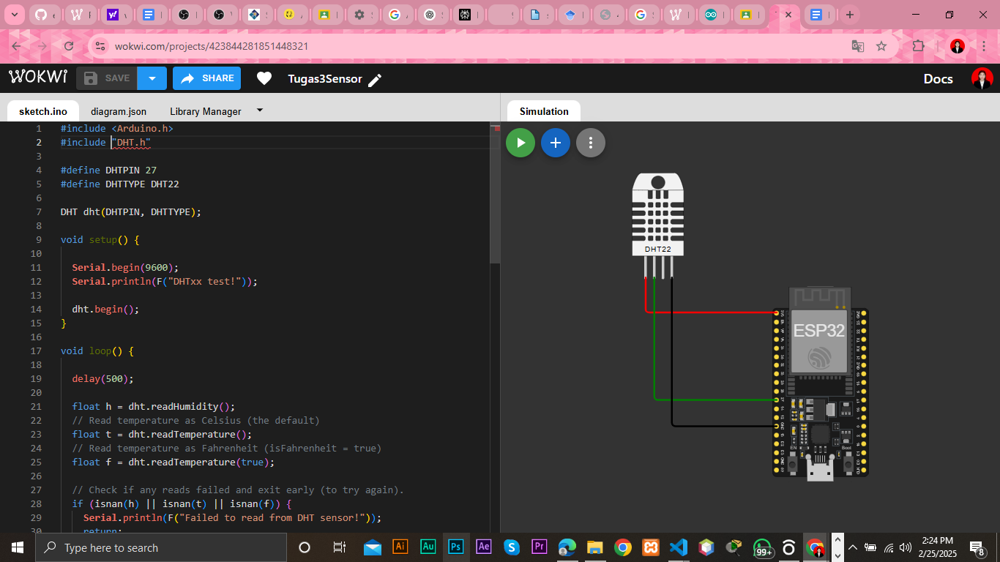 wokwi.com/projects/423844281851448321
WOKWI
SAVE
SHARE
Tugas3Sensor
Docs
sketch.ino
diagram.json
Library Manager
Simulation
1 #include <Arduino.h>
2 #include "DHT.h"
3
4 #define DHTPIN 27
5 #define DHTTYPE DHT22
6
7 DHT dht(DHTPIN, DHTTYPE);
8
9 void setup() {
10
11 Serial.begin(9600);
12 Serial.println(F("DHTxx test!"));
13
14 dht.begin();
15 }
16
17 void loop() {
18
19 delay(500);
20
21 float h = dht.readHumidity();
22 // Read temperature as Celsius (the default)
23 float t = dht.readTemperature();
24 // Read temperature as Fahrenheit (isFahrenheit = true)
25 float f = dht.readTemperature(true);
26
27 // Check if any reads failed and exit early (to try again).
28 if (isnan(h) || isnan(t) || isnan(f)) {
29 Serial.println(F("Failed to read from DHT sensor!"));
30 return;
DHT22
ESP32
EN
Boot
Type here to search
Ai
Au
Ps
Ae
Pr
99+
2:24 PM
2/25/2025
8